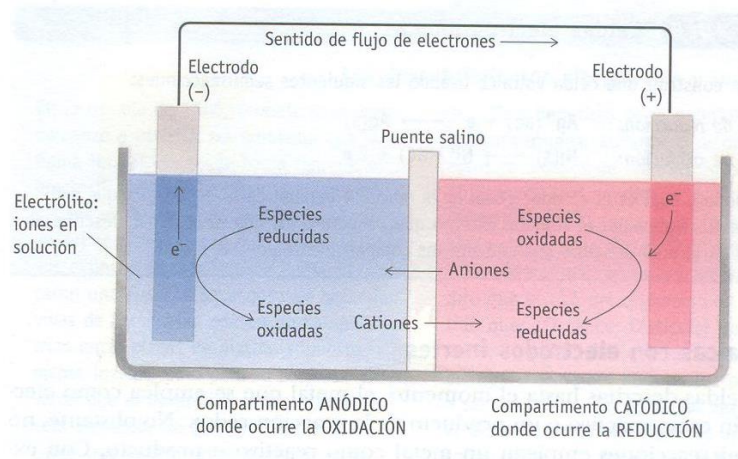 Sentido de flujo de electrones
Electrodo
(–)
Electrodo
(+)
Puente salino
Electrólito:
iones en
solución
e–
e–
Especies
reducidas
Especies
oxidadas
Aniones
Especies
oxidadas
Cationes
Especies
reducidas
Compartimento ANÓDICO
donde ocurre la OXIDACIÓN
Compartimento CATÓDICO
donde ocurre la REDUCCIÓN